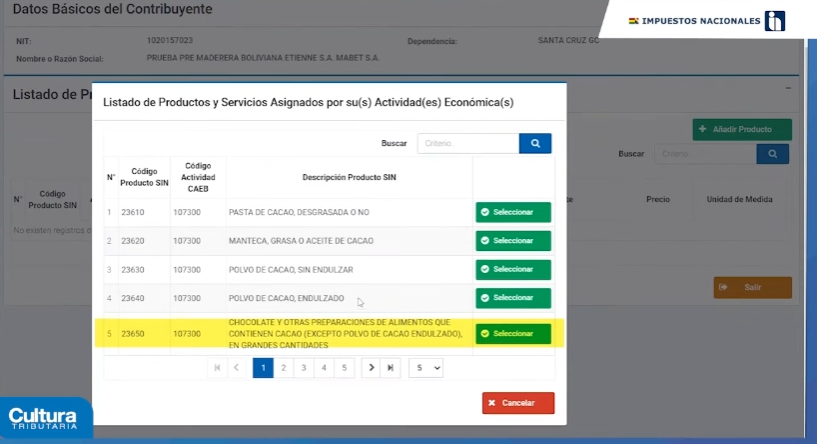 Datos Básicos del Contribuyente
IMPUESTOS NACIONALES
NIT: 1020157023 Dependencia: SANTA CRUZ GC
Nombre o Razón Social: PRUEBA PRE MADERERA BOLIVIANA ETIENNE S.A. MABET S.A.
Listado de P
Listado de Productos y Servicios Asignados por su(s) Actividad(es) Económica(s)
Buscar Criterio..
Añadir Producto
Buscar Criterio..
N° Código Producto SIN
Precio Unidad de Medida
No existen registros
Salir
N° Código Producto SIN Código Actividad CAEB Descripción Producto SIN
1 23610 107300 PASTA DE CACAO, DESGRASADA O NO Seleccionar
2 23620 107300 MANTECA, GRASA O ACEITE DE CACAO Seleccionar
3 23630 107300 POLVO DE CACAO, SIN ENDULZAR Seleccionar
4 23640 107300 POLVO DE CACAO, ENDULZADO Seleccionar
5 23650 107300 CHOCOLATE Y OTRAS PREPARACIONES DE ALIMENTOS QUE
CONTIENEN CACAO (EXCEPTO POLVO DE CACAO ENDULZADO), Seleccionar
EN GRANDES CANTIDADES
1 2 3 4 5 5
Cancelar
Cultura
TRIBUTARIA